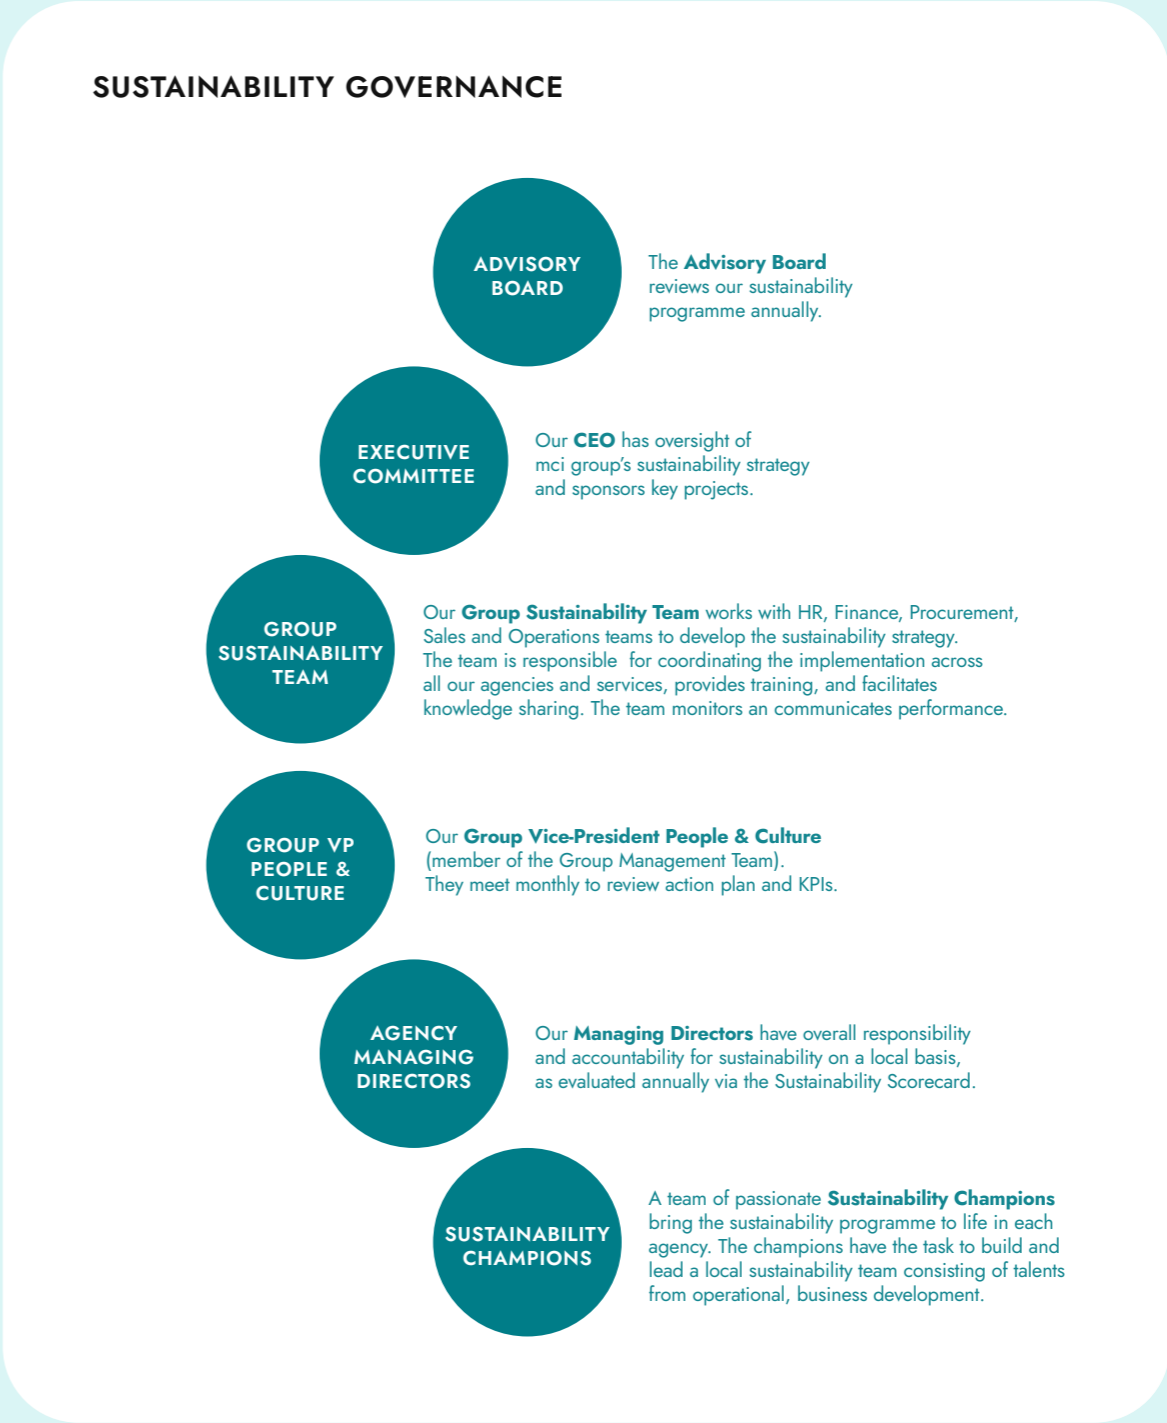 SUSTAINABILITY GOVERNANCE
ADVISORY
BOARD
The Advisory Board
reviews our sustainability
programme annually.
EXECUTIVE
COMMITTEE
Our CEO has oversight of
mci group's sustainability strategy
and sponsors key projects.
GROUP
SUSTAINABILITY
TEAM
Our Group Sustainability Team works with HR, Finance, Procurement,
Sales and Operations teams to develop the sustainability strategy.
The team is responsible for coordinating the implementation across
all our agencies and services, provides training, and facilitates
knowledge sharing. The team monitors an communicates performance.
GROUP VP
PEOPLE &
CULTURE
Our Group Vice-President People & Culture
(member of the Group Management Team).
They meet monthly to review action plan and KPIs.
AGENCY
MANAGING
DIRECTORS
Our Managing Directors have overall responsibility
and accountability for sustainability on a local basis,
as evaluated annually via the Sustainability Scorecard.
SUSTAINABILITY
CHAMPIONS
A team of passionate Sustainability Champions
bring the sustainability programme to life in each
agency. The champions have the task to build and
lead a local sustainability team consisting of talents
from operational, business development.